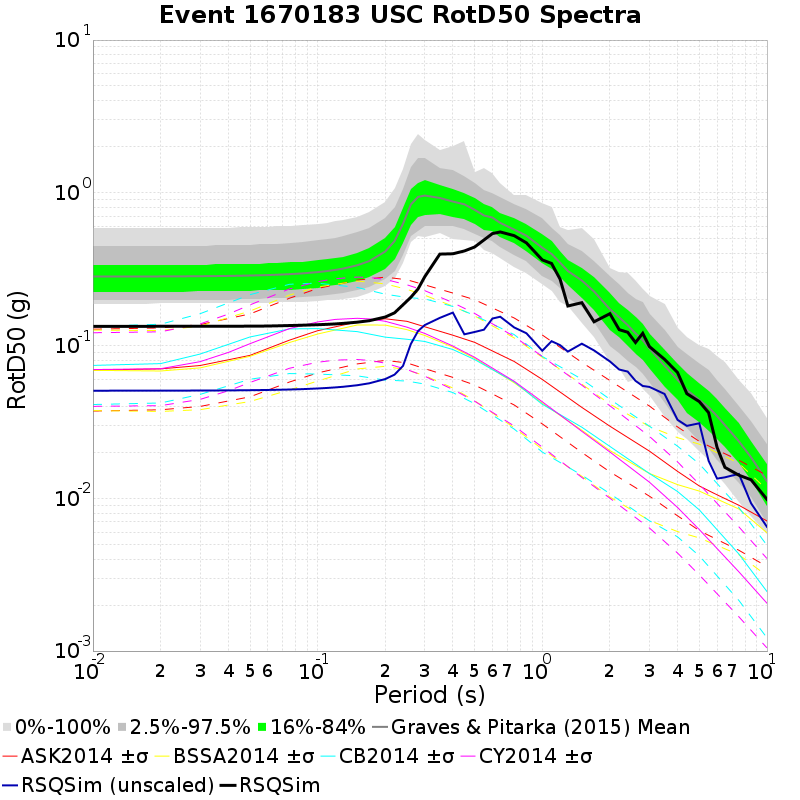 Event 1670183 USC RotD50 Spectra
10^1
10^0
10^-1
10^-2
10^-3
RotD50 (g)
10^-2 2 3 4 5 6 10^-1 2 3 4 5 6 7 10^0 2 3 4 5 6 7 10^1
Period (s)
0%-100% 2.5%-97.5% 16%-84% Graves & Pitarka (2015) Mean
ASK2014 ±σ BSSA2014 ±σ CB2014 ±σ CY2014 ±σ
RSQSim (unscaled) RSQSim